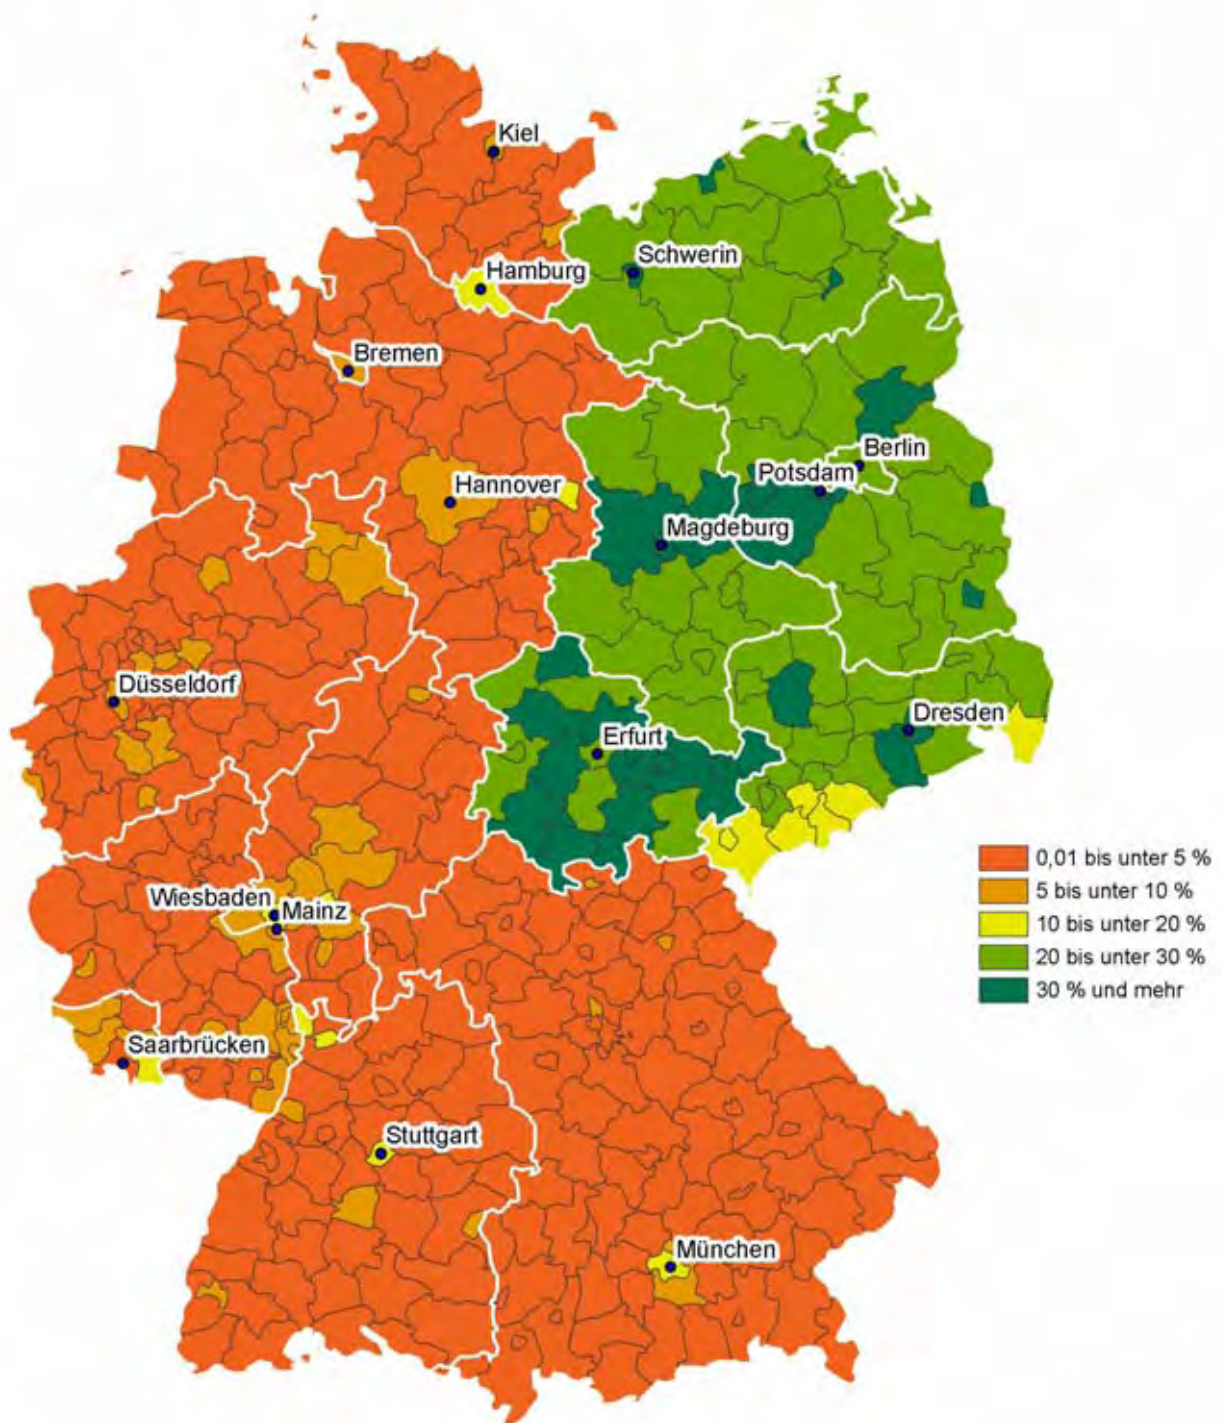 Kiel
Schwerin
Hamburg
Bremen
Berlin
Potsdam
Hannover
Magdeburg
Düsseldorf
Dresden
Erfurt
0,01 bis unter 5 %
5 bis unter 10 %
10 bis unter 20 %
20 bis unter 30 %
30 % und mehr
Wiesbaden
Mainz
Saarbrücken
Stuttgart
München